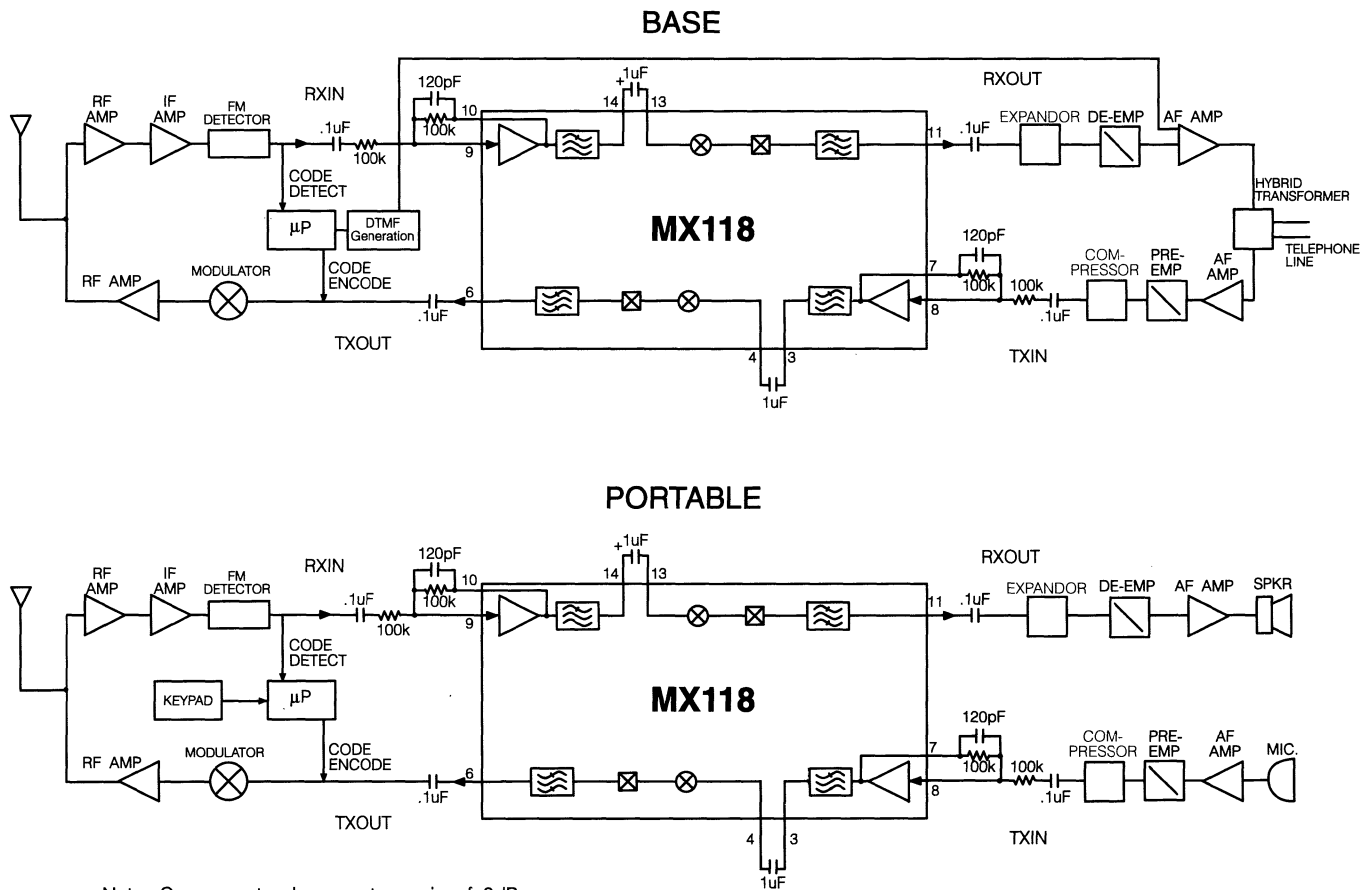 BASE
RF
AMP
IF
AMP
FM
DETECTOR
RXIN
.1uF
100k
120pF
100k
10
9
14
+
1uF
13
11
RXOUT
.1uF
EXPANDOR
DE-EMP
AF AMP
HYBRID
TRANSFORMER
TELEPHONE
LINE
CODE
DETECT
µP
DTMF
Generation
CODE
ENCODE
MX118
RF AMP
MODULATOR
TXOUT
.1uF
6
4
3
1uF
7
8
120pF
100k
100k
.1uF
TXIN
COM-
PRESSOR
PRE-
EMP
AF
AMP
PORTABLE
RF
AMP
IF
AMP
FM
DETECTOR
RXIN
.1uF
100k
120pF
100k
10
9
14
+
1uF
13
11
RXOUT
.1uF
EXPANDOR
DE-EMP
AF AMP
SPKR
CODE
DETECT
KEYPAD
µP
CODE
ENCODE
MX118
RF AMP
MODULATOR
TXOUT
.1uF
6
4
3
1uF
7
8
120pF
100k
100k
.1uF
TXIN
COM-
PRESSOR
PRE-
EMP
AF
AMP
MIC.